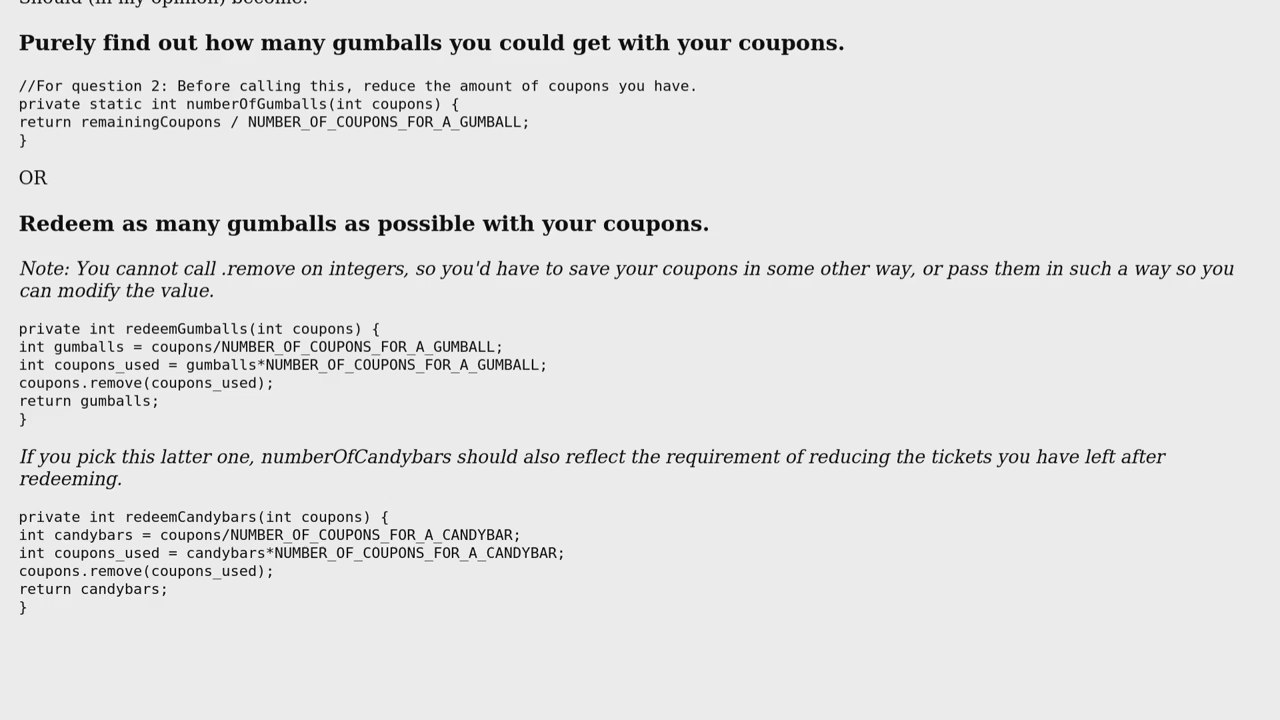 Should (in my opinion) become:
Purely find out how many gumballs you could get with your coupons.
//For question 2: Before calling this, reduce the amount of coupons you have.
private static int numberOfGumballs(int coupons) {
return remainingCoupons / NUMBER_OF_COUPONS_FOR_A_GUMBALL;
}
OR
Redeem as many gumballs as possible with your coupons.
Note: You cannot call .remove on integers, so you'd have to save your coupons in some other way, or pass them in such a way so you
can modify the value.
private int redeemGumballs(int coupons) {
int gumballs = coupons/NUMBER_OF_COUPONS_FOR_A_GUMBALL;
int coupons_used = gumballs*NUMBER_OF_COUPONS_FOR_A_GUMBALL;
coupons.remove(coupons_used);
return gumballs;
}
If you pick this latter one, numberOfCandybars should also reflect the requirement of reducing the tickets you have left after
redeeming.
private int redeemCandybars(int coupons) {
int candybars = coupons/NUMBER_OF_COUPONS_FOR_A_CANDYBAR;
int coupons_used = candybars*NUMBER_OF_COUPONS_FOR_A_CANDYBAR;
coupons.remove(coupons_used);
return candybars;
}